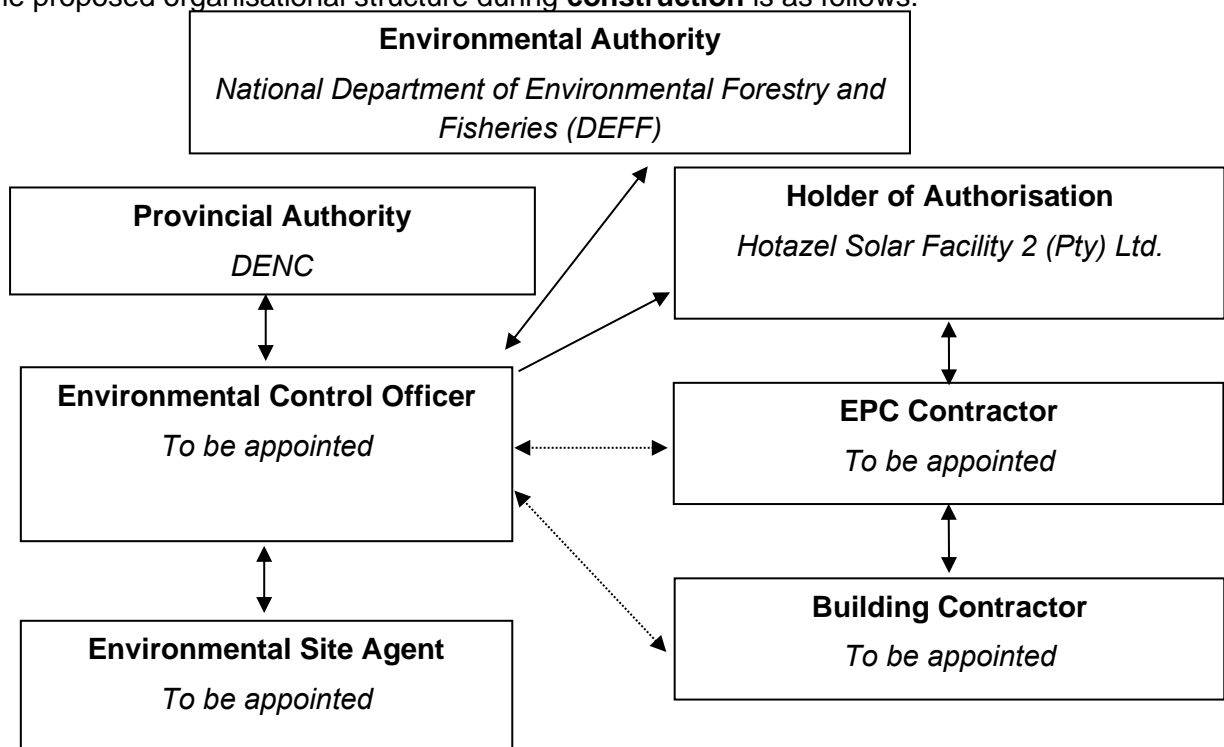 he proposed organisational structure during construction is as follows:
Environmental Authority
National Department of Environmental Forestry and
Fisheries (DEFF)
Provincial Authority
DENC
Holder of Authorisation
Hotazel Solar Facility 2 (Pty) Ltd.
Environmental Control Officer
To be appointed
EPC Contractor
To be appointed
Environmental Site Agent
To be appointed
Building Contractor
To be appointed